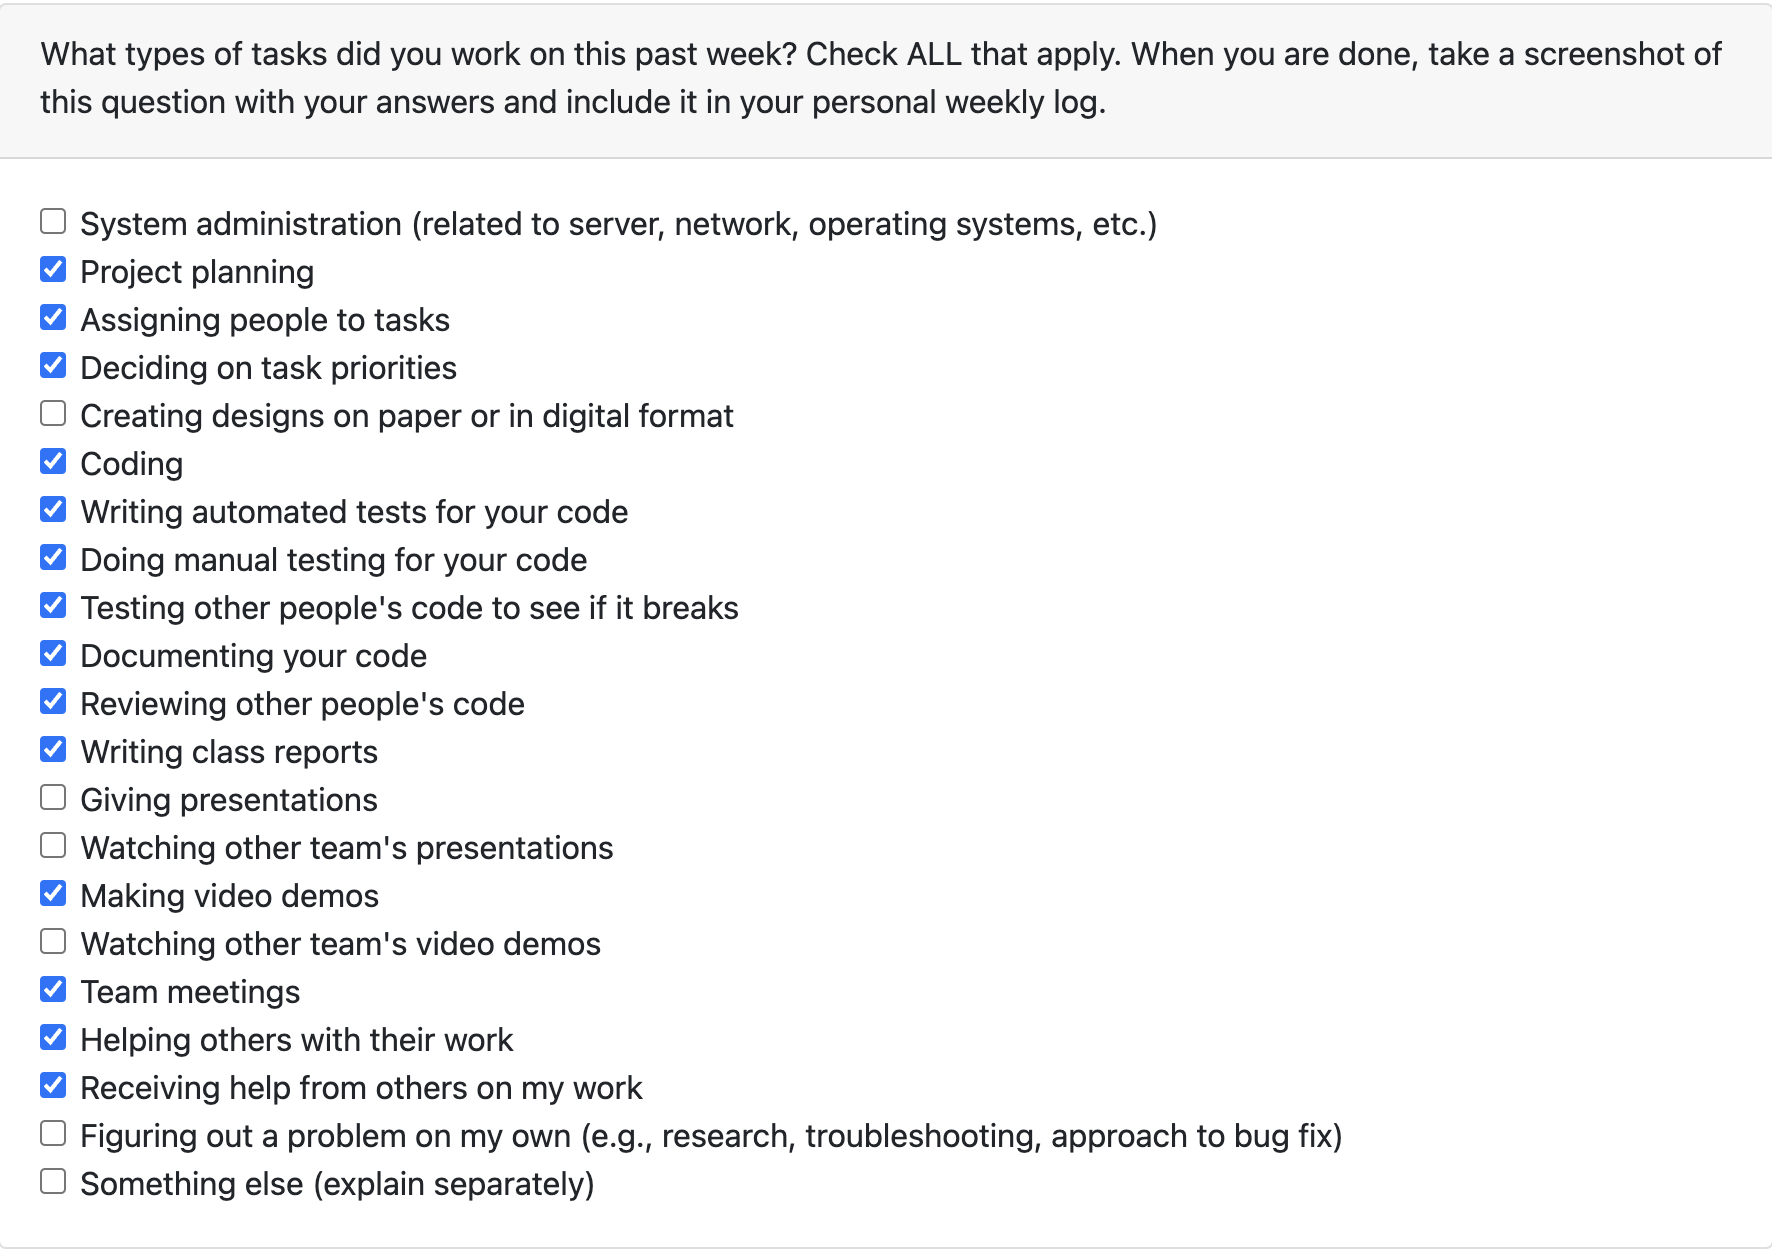 What types of tasks did you work on this past week? Check ALL that apply. When you are done, take a screenshot of
this question with your answers and include it in your personal weekly log.
System administration (related to server, network, operating systems, etc.)
Project planning
Assigning people to tasks
Deciding on task priorities
Creating designs on paper or in digital format
Coding
Writing automated tests for your code
Doing manual testing for your code
Testing other people's code to see if it breaks
Documenting your code
Reviewing other people's code
Writing class reports
Giving presentations
Watching other team's presentations
Making video demos
Watching other team's video demos
Team meetings
Helping others with their work
Receiving help from others on my work
Figuring out a problem on my own (e.g., research, troubleshooting, approach to bug fix)
Something else (explain separately)